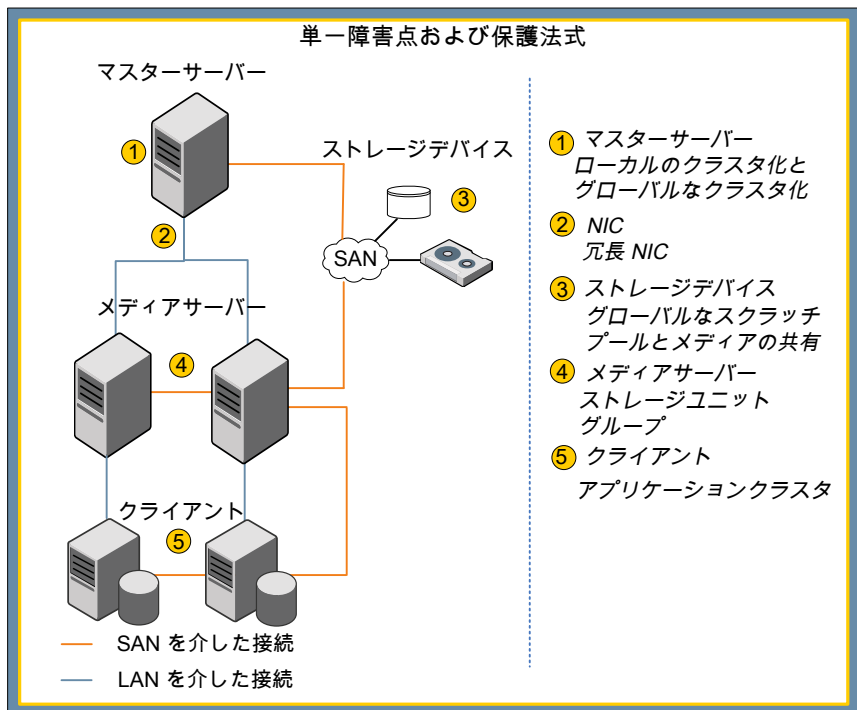 単一障害点および保護法式
マスターサーバー
1
ストレージデバイス
3
2
SAN
メディアサーバー
4
クライアント
5
SAN を介した接続
LAN を介した接続
1 マスターサーバー
ローカルのクラスタ化と
グローバルなクラスタ化
2 NIC
冗長 NIC
3 ストレージデバイス
グローバルなスクラッチ
プールとメディアの共有
4 メディアサーバー
ストレージユニット
グループ
5 クライアント
アプリケーションクラスタ